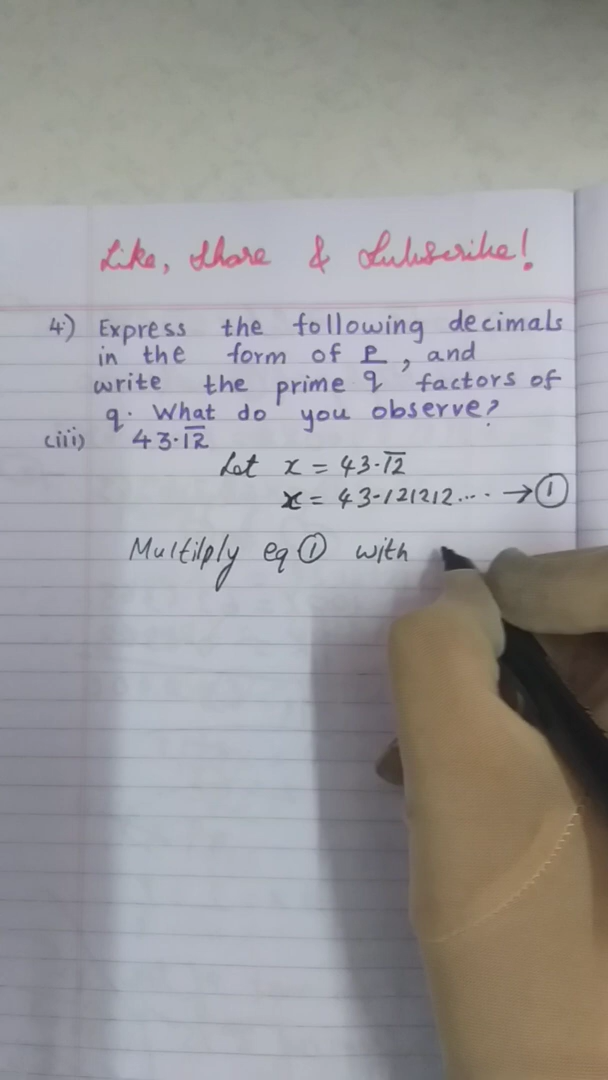 Like, Share & Subscribe!
4) Express the following decimals
in the form of p/q, and
write the prime factors of
q. What do you observe?
(iii) 43.1̅2̅
Let x = 43.1̅2̅
x = 43.121212.... → ①
Multilply eq ① with